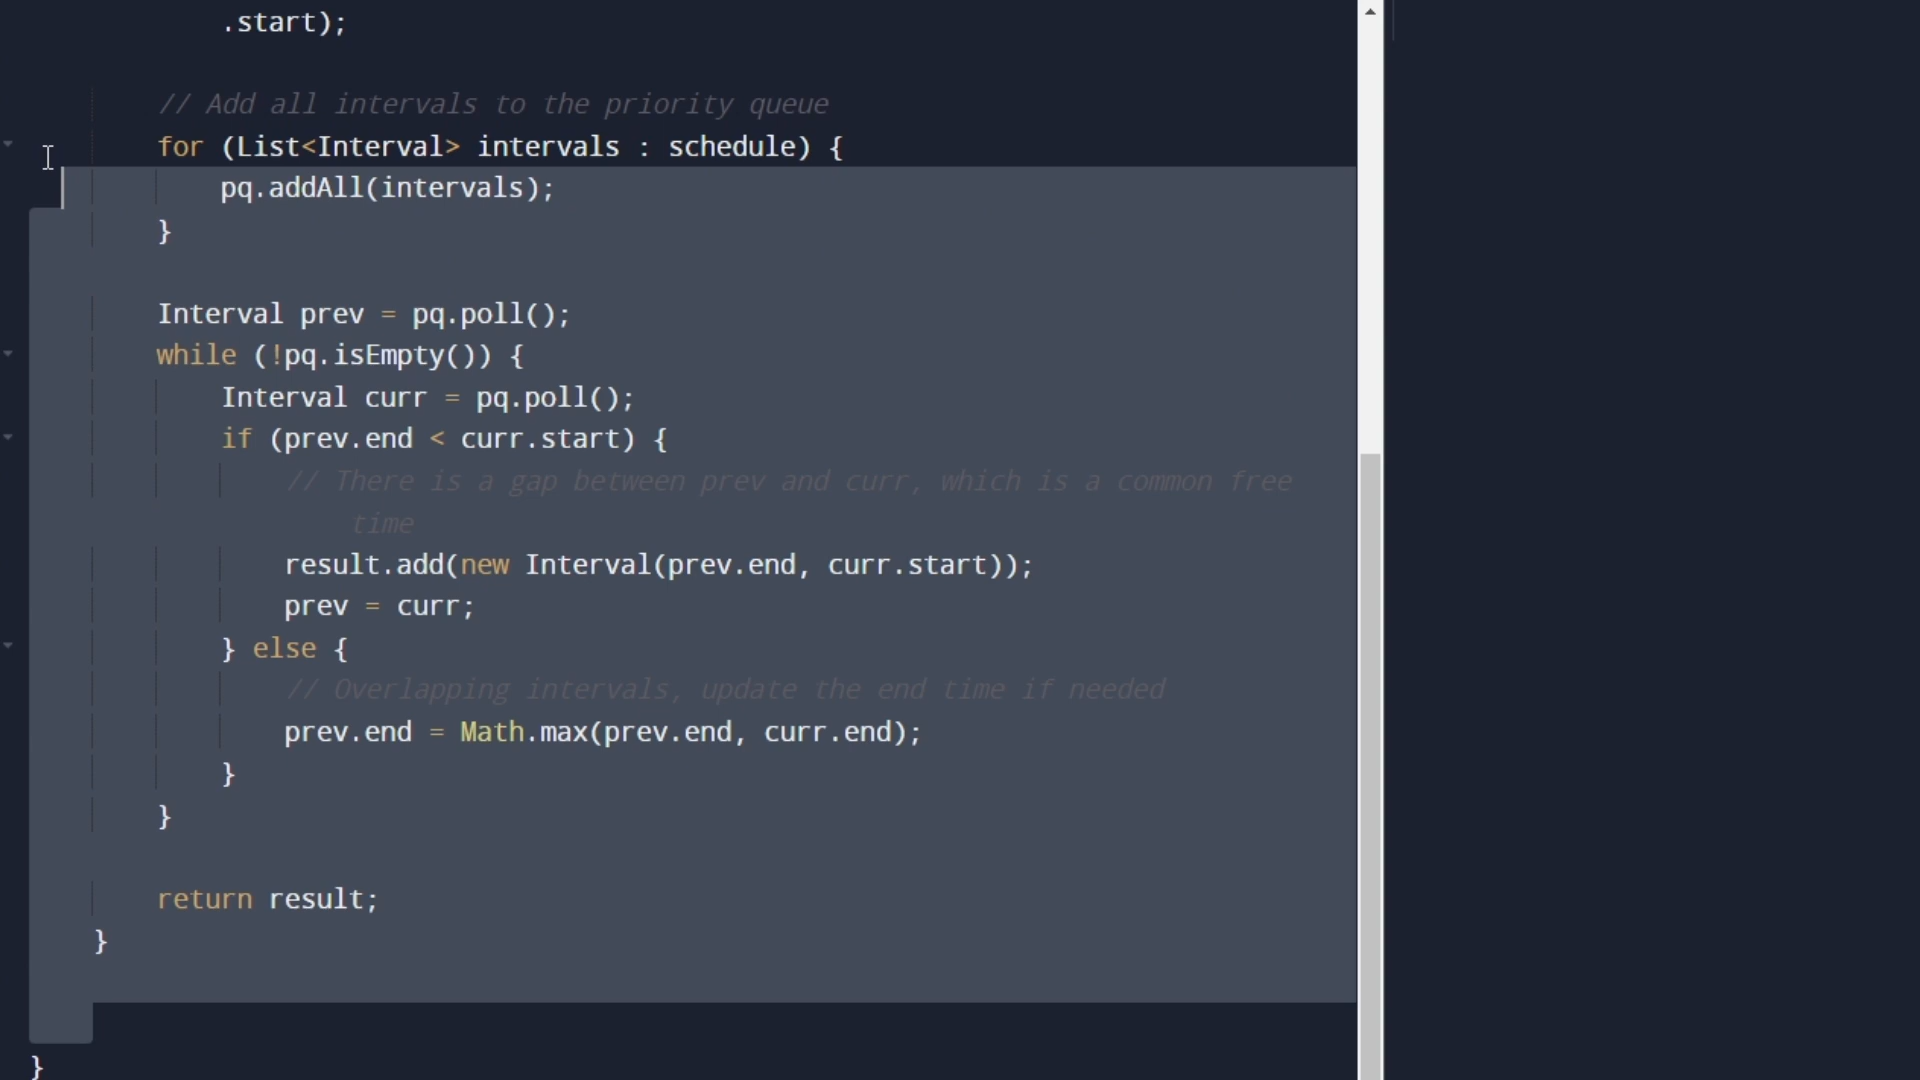 .start);
// Add all intervals to the priority queue
for (List<Interval> intervals : schedule) {
pq.addAll(intervals);
}
Interval prev = pq.poll();
while (!pq.isEmpty()) {
Interval curr = pq.poll();
if (prev.end < curr.start) {
// There is a gap between prev and curr, which is a common free
time
result.add(new Interval(prev.end, curr.start));
prev = curr;
} else {
// Overlapping intervals, update the end time if needed
prev.end = Math.max(prev.end, curr.end);
}
}
return result;
}
}